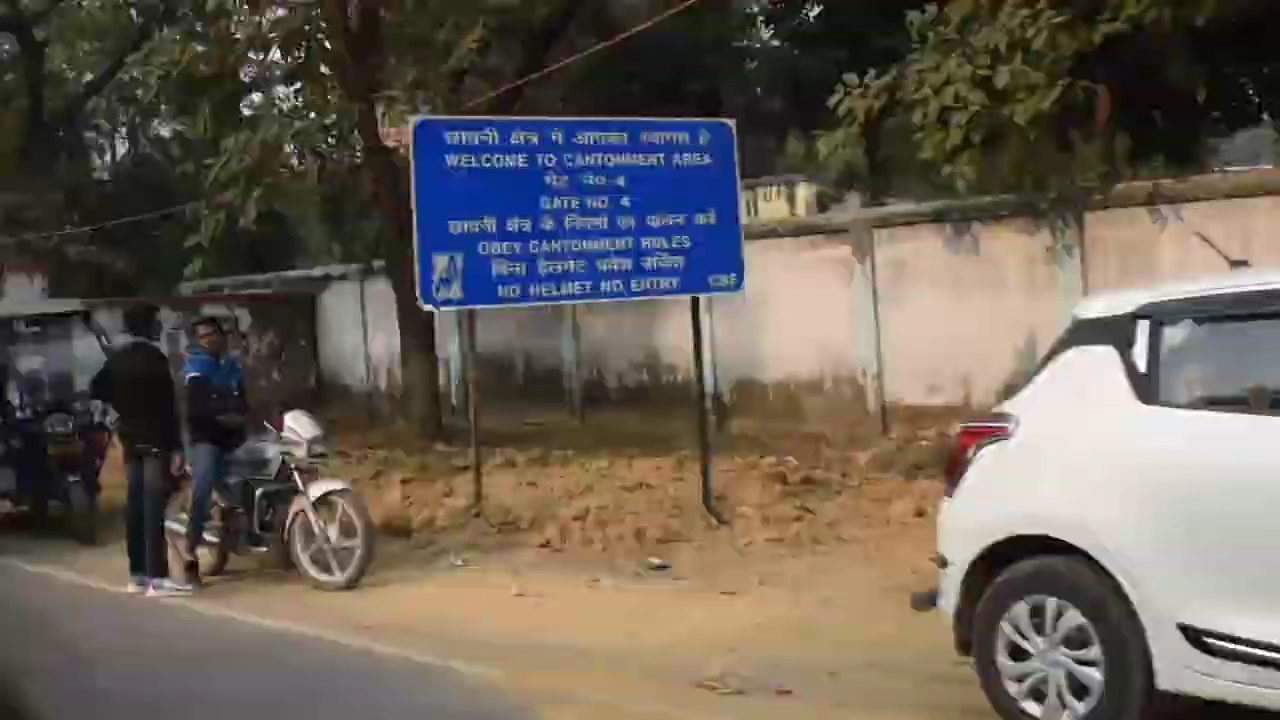 छावनी क्षेत्र में आपका स्वागत है
WELCOME TO CANTONMENT AREA
गेट नं०-4
GATE NO. 4
छावनी क्षेत्र के नियमों का पालन करें
OBEY CANTONMENT RULES
बिना हेलमेट प्रवेश वर्जित
NO HELMET NO ENTRY